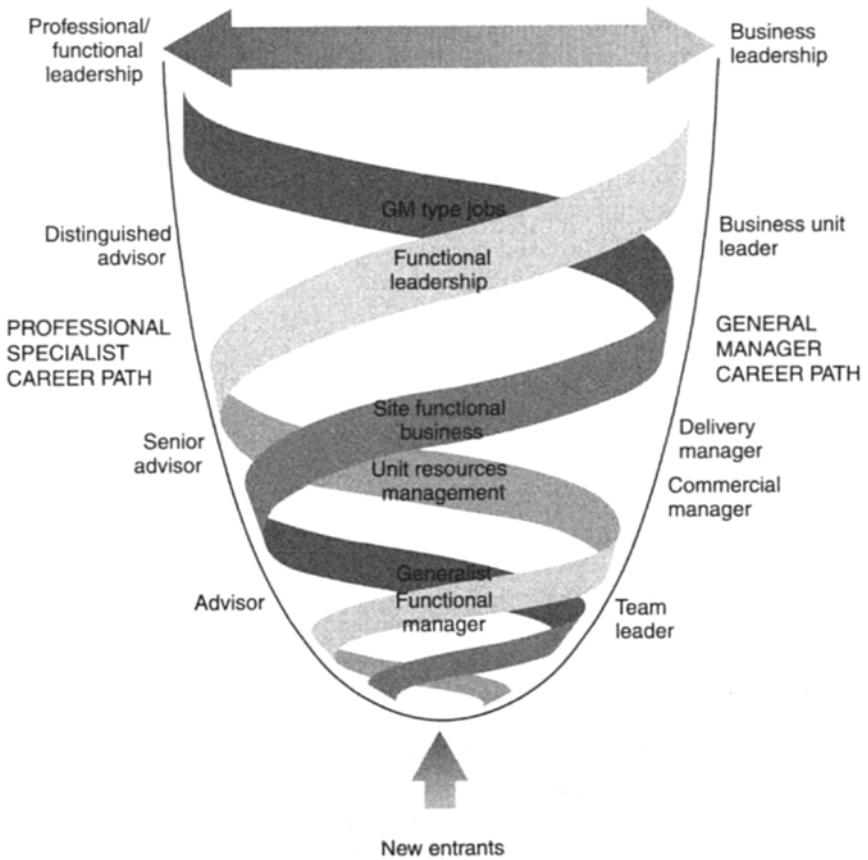 Professional/
functional
leadership
Business
leadership
GM type jobs
Distinguished
advisor
Functional
leadership
Business unit
leader
PROFESSIONAL
SPECIALIST
CAREER PATH
GENERAL
MANAGER
CAREER PATH
Site functional
business
Senior
advisor
Delivery
manager
Unit resources
management
Commercial
manager
Generalist
Advisor
Functional
manager
Team
leader
New entrants